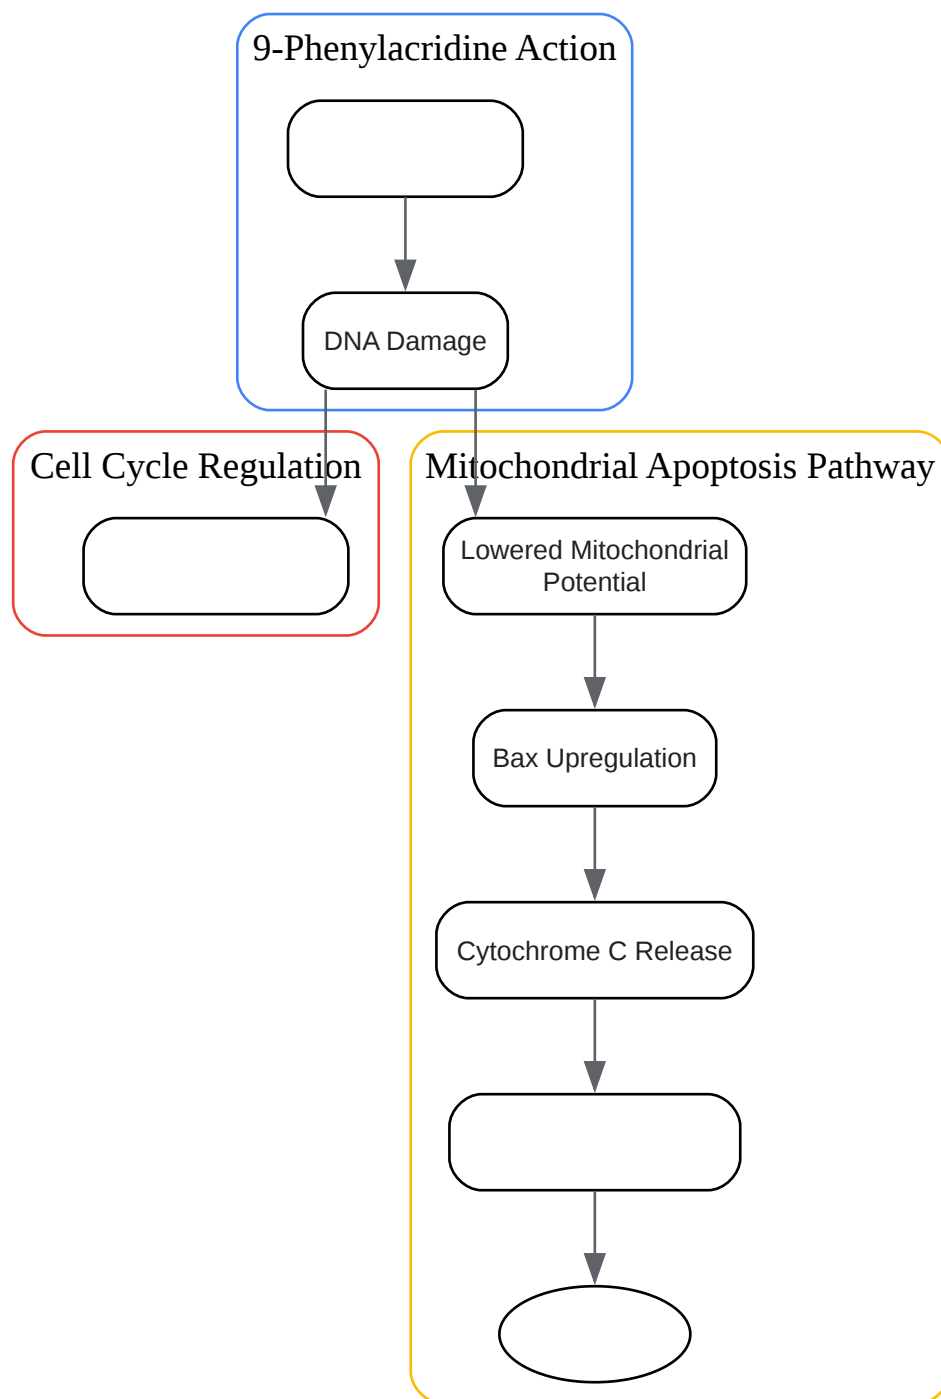 9-Phenylacridine Action
DNA Damage
Cell Cycle Regulation
Mitochondrial Apoptosis Pathway
Lowered Mitochondrial
Potential
Bax Upregulation
Cytochrome C Release